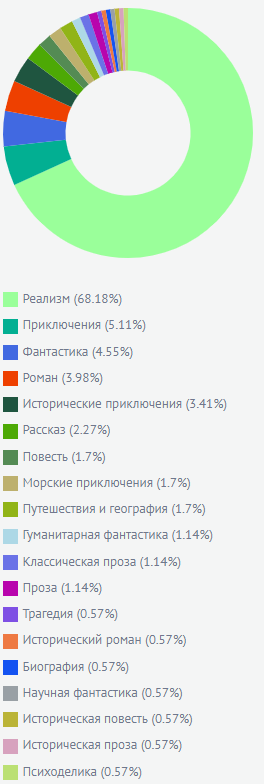 Реализм (68.18%)
Приключения (5.11%)
Фантастика (4.55%)
Роман (3.98%)
Исторические приключения (3.41%)
Рассказ (2.27%)
Повесть (1.7%)
Морские приключения (1.7%)
Путешествия и география (1.7%)
Гуманитарная фантастика (1.14%)
Классическая проза (1.14%)
Проза (1.14%)
Трагедия (0.57%)
Исторический роман (0.57%)
Биография (0.57%)
Научная фантастика (0.57%)
Историческая повесть (0.57%)
Историческая проза (0.57%)
Психоделика (0.57%)